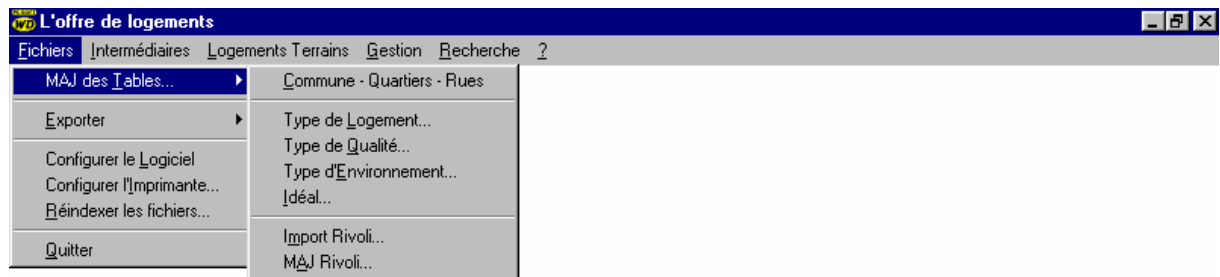 WD L'offre de logements
Fichiers Intermédiaires Logements Terrains Gestion Recherche ?
MAJ des Tables...
Exporter
Configurer le Logiciel
Configurer l'Imprimante...
Réindexer les fichiers...
Quitter
Commune - Quartiers - Rues
Type de Logement...
Type de Qualité...
Type d'Environnement...
Idéal...
Import Rivoli...
MAJ Rivoli...